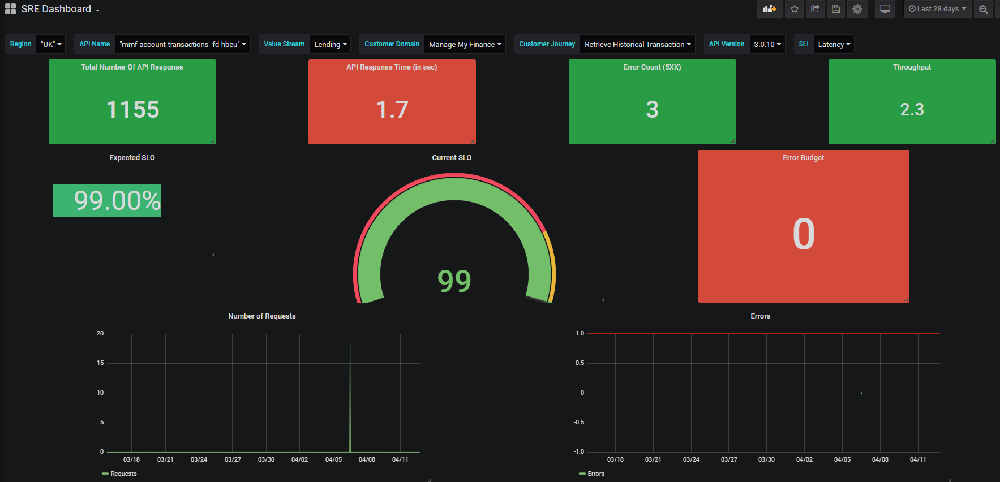 SRE Dashboard
Last 28 days
Region "UK" API Name "mmf-account-transactions--fd-hbeu" Value Stream Lending Customer Domain Manage My Finance Customer Journey Retrieve Historical Transaction API Version 3.0.10 SLI Latency
Total Number Of API Response
1155
API Response Time (in sec)
1.7
Error Count (5XX)
3
Throughput
2.3
Expected SLO
99.00%
Current SLO
99
Error Budget
0
Number of Requests
20
15
10
5
0
03/18 03/21 03/24 03/27 03/30 04/02 04/05 04/08 04/11
Requests
Errors
1.0
0.5
0
-0.5
-1.0
03/18 03/21 03/24 03/27 03/30 04/02 04/05 04/08 04/11
Errors